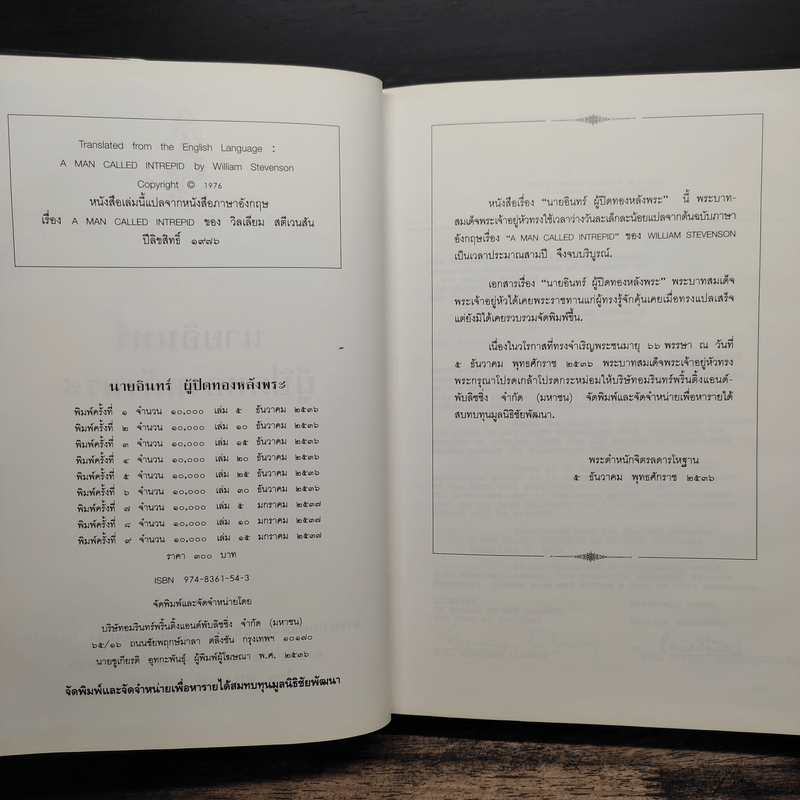 Translated from the English Language :
A MAN CALLED INTREPID by William Stevenson
Copyright © 1976
หนังสือเล่มนี้แปลจากหนังสือภาษาอังกฤษ
เรื่อง A MAN CALLED INTREPID ของ วิลเลียม สตีเวนสัน
ปีลิขสิทธิ์ ๑๙๗๖
นายอินทร์ ผู้ปิดทองหลังพระ
พิมพ์ครั้งที่ ๑ จำนวน ๑๐,๐๐๐ เล่ม ๕ ธันวาคม ๒๕๓๖
พิมพ์ครั้งที่ ๒ จำนวน ๑๐,๐๐๐ เล่ม ๑๐ ธันวาคม ๒๕๓๖
พิมพ์ครั้งที่ ๓ จำนวน ๑๐,๐๐๐ เล่ม ๑๕ ธันวาคม ๒๕๓๖
พิมพ์ครั้งที่ ๔ จำนวน ๑๐,๐๐๐ เล่ม ๒๐ ธันวาคม ๒๕๓๖
พิมพ์ครั้งที่ ๕ จำนวน ๑๐,๐๐๐ เล่ม ๒๕ ธันวาคม ๒๕๓๖
พิมพ์ครั้งที่ ๖ จำนวน ๑๐,๐๐๐ เล่ม ๓๐ ธันวาคม ๒๕๓๖
พิมพ์ครั้งที่ ๗ จำนวน ๑๐,๐๐๐ เล่ม ๕ มกราคม ๒๕๓๗
พิมพ์ครั้งที่ ๘ จำนวน ๑๐,๐๐๐ เล่ม ๑๐ มกราคม ๒๕๓๗
พิมพ์ครั้งที่ ๙ จำนวน ๑๐,๐๐๐ เล่ม ๑๕ มกราคม ๒๕๓๗
ราคา ๓๐๐ บาท
ISBN 974-8361-54-3
จัดพิมพ์และจัดจำหน่ายโดย
บริษัทอมรินทร์พริ้นติ้งแอนด์พับลิชชิ่ง จำกัด (มหาชน)
๖๕/๑๖ ถนนชัยพฤกษ์มาลา ตลิ่งชัน กรุงเทพฯ ๑๐๑๗๐
นายชูเกียรติ อุทกะพันธุ์ ผู้พิมพ์ผู้โฆษณา พ.ศ. ๒๕๓๖
จัดพิมพ์และจัดจำหน่ายเพื่อหารายได้สมทบทุนมูลนิธิชัยพัฒนา
หนังสือเรื่อง "นายอินทร์ ผู้ปิดทองหลังพระ" นี้ พระบาท-
สมเด็จพระเจ้าอยู่หัวทรงใช้เวลาว่างวันละเล็กละน้อยแปลจากต้นฉบับภาษา
อังกฤษเรื่อง "A MAN CALLED INTREPID" ของ WILLIAM STEVENSON
เป็นเวลาประมาณสามปี จึงจบบริบูรณ์.
เอกสารเรื่อง "นายอินทร์ ผู้ปิดทองหลังพระ" พระบาทสมเด็จ
พระเจ้าอยู่หัวได้เคยพระราชทานแก่ผู้ทรงรู้จักคุ้นเคยเมื่อทรงแปลเสร็จ
แต่ยังมิได้เคยรวบรวมจัดพิมพ์ขึ้น.
เนื่องในวโรกาสที่ทรงจำเริญพระชนมายุ ๖๖ พรรษา ณ วันที่
๕ ธันวาคม พุทธศักราช ๒๕๓๖ พระบาทสมเด็จพระเจ้าอยู่หัวทรง
พระกรุณาโปรดเกล้าโปรดกระหม่อมให้บริษัทอมรินทร์พริ้นติ้งแอนด์-
พับลิชชิ่ง จำกัด (มหาชน) จัดพิมพ์และจัดจำหน่ายเพื่อหารายได้
สมทบทุนมูลนิธิชัยพัฒนา.
พระตำหนักจิตรลดารโหฐาน
๕ ธันวาคม พุทธศักราช ๒๕๓๖